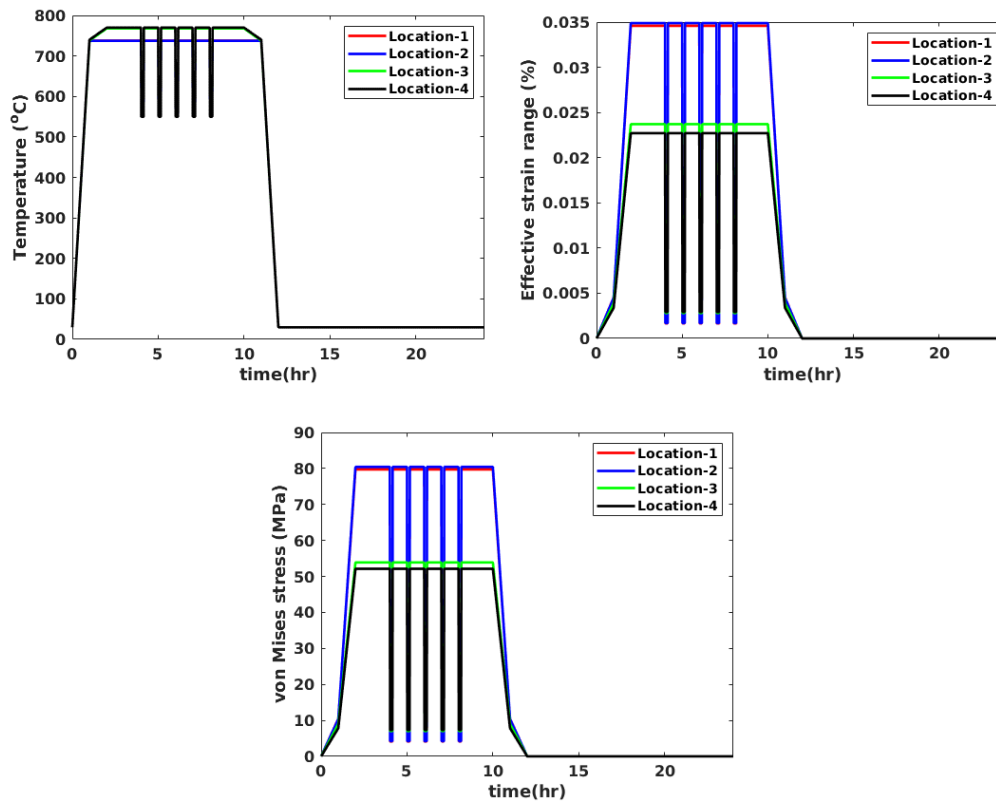 Temperature (°C)
800
700
600
500
400
300
200
100
0
0 5 10 15 20
time(hr)
Location-1
Location-2
Location-3
Location-4
Effective strain range (%)
0.035
0.03
0.025
0.02
0.015
0.01
0.005
0
0 5 10 15 20
time(hr)
Location-1
Location-2
Location-3
Location-4
von Mises stress (MPa)
90
80
70
60
50
40
30
20
10
0
0 5 10 15 20
time(hr)
Location-1
Location-2
Location-3
Location-4